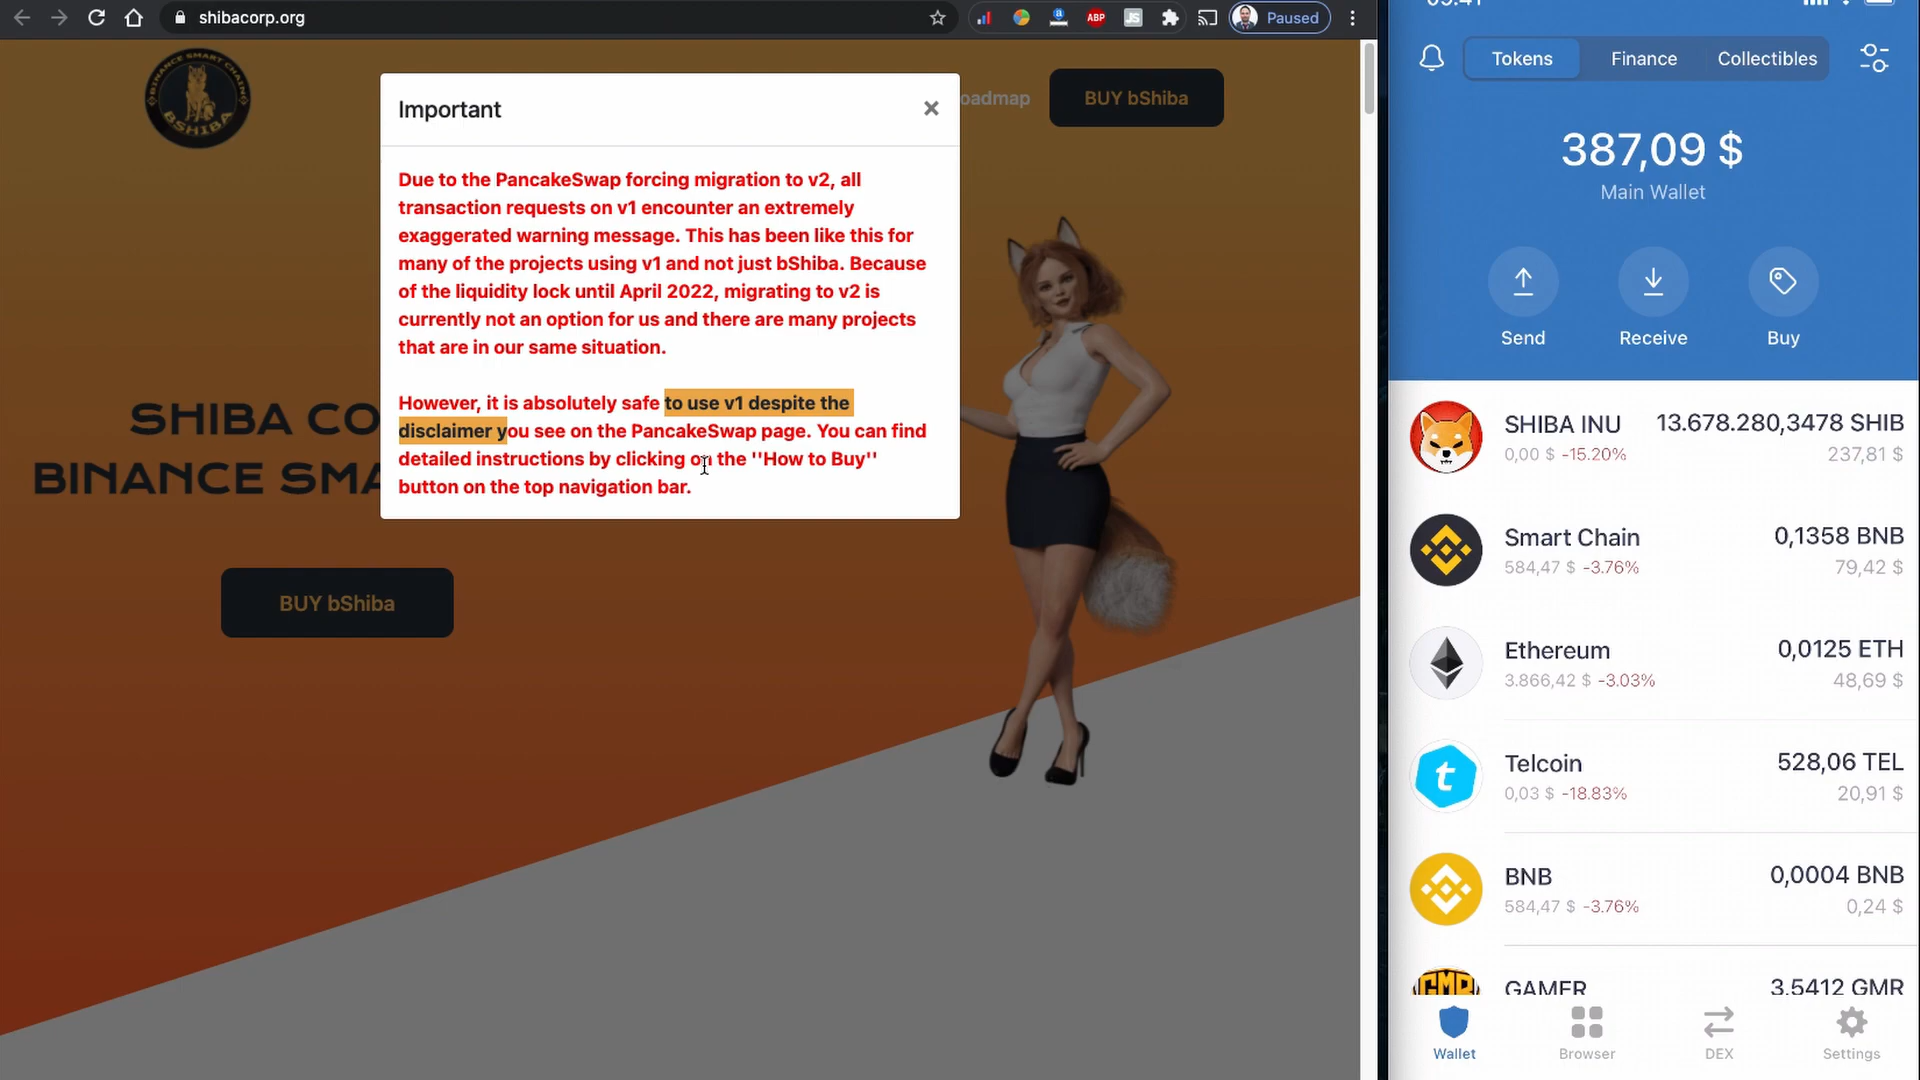 shibacorp.org
ABP
JS
Paused
BINANCE SMART CHAIN
BSHIBA
oadmap
BUY bShiba
Important
Due to the PancakeSwap forcing migration to v2, all
transaction requests on v1 encounter an extremely
exaggerated warning message. This has been like this for
many of the projects using v1 and not just bShiba. Because
of the liquidity lock until April 2022, migrating to v2 is
currently not an option for us and there are many projects
that are in our same situation.
However, it is absolutely safe to use v1 despite the
disclaimer you see on the PancakeSwap page. You can find
detailed instructions by clicking on the ''How to Buy''
button on the top navigation bar.
SHIBA CO
BINANCE SMA
BUY bShiba
09:41
Tokens
Finance
Collectibles
387,09 $
Main Wallet
Send
Receive
Buy
SHIBA INU 13.678.280,3478 SHIB
0,00 $ -15.20% 237,81 $
Smart Chain 0,1358 BNB
584,47 $ -3.76% 79,42 $
Ethereum 0,0125 ETH
3.866,42 $ -3.03% 48,69 $
Telcoin 528,06 TEL
0,03 $ -18.83% 20,91 $
BNB 0,0004 BNB
584,47 $ -3.76% 0,24 $
GMR
GAMER 3.5412 GMR
Wallet
Browser
DEX
Settings